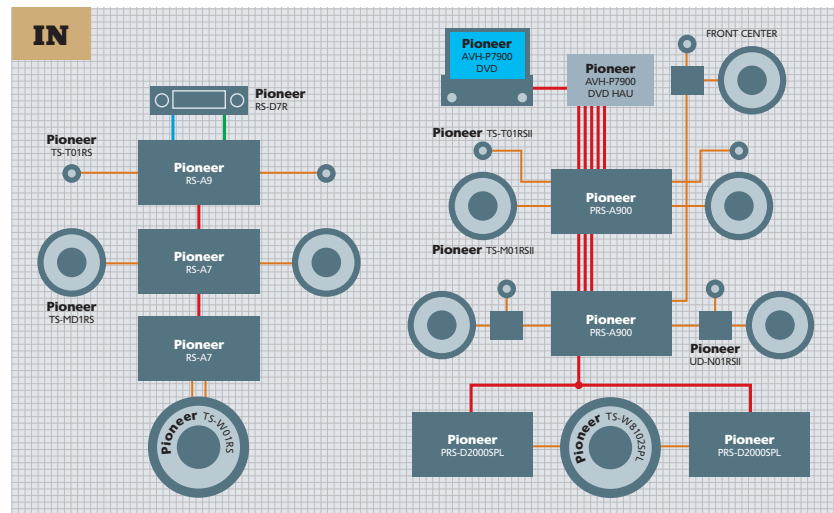 IN
Pioneer
RS-D7R
Pioneer
TS-T01RS
Pioneer
RS-A9
Pioneer
RS-A7
Pioneer
TS-MD1RS
Pioneer
RS-A7
Pioneer TS-W01RS
Pioneer
AVH-P7900
DVD
Pioneer
AVH-P7900
DVD HAU
FRONT CENTER
Pioneer TS-T01RSII
Pioneer
PRS-A900
Pioneer TS-M01RSII
Pioneer
PRS-A900
Pioneer
UD-N01RSII
Pioneer
PRS-D2000SPL
Pioneer TS-W8102SPL
Pioneer
PRS-D2000SPL